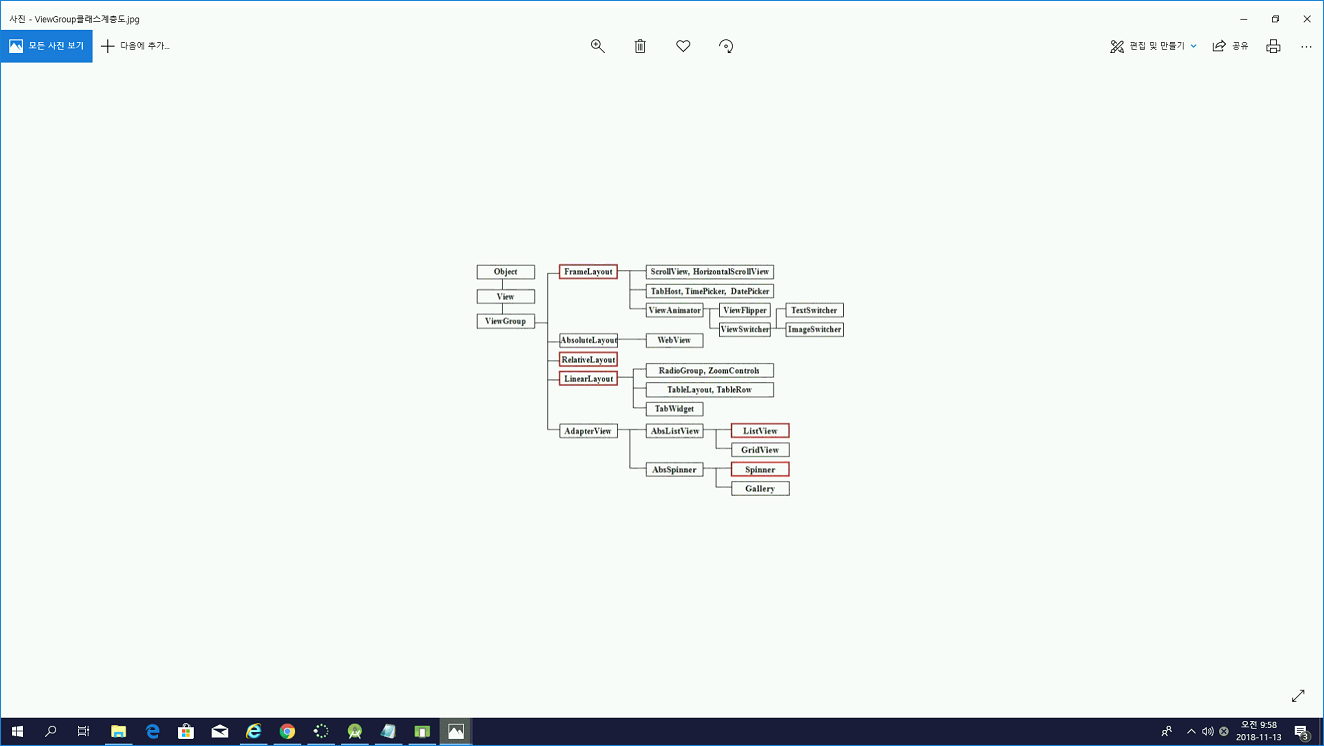 사진 - ViewGroup클래스계층도.jpg
모든 사진 보기
다음에 추가...
편집 및 만들기
공유
Object
View
ViewGroup
FrameLayout
ScrollView, HorizontalScrollView
TabHost, TimePicker, DatePicker
ViewAnimator
ViewFlipper
TextSwitcher
ViewSwitcher
ImageSwitcher
AbsoluteLayout
WebView
RelativeLayout
LinearLayout
RadioGroup, ZoomControls
TableLayout, TableRow
TabWidget
AdapterView
AbsListView
ListView
GridView
AbsSpinner
Spinner
Gallery
오전 9:58
2018-11-13
3